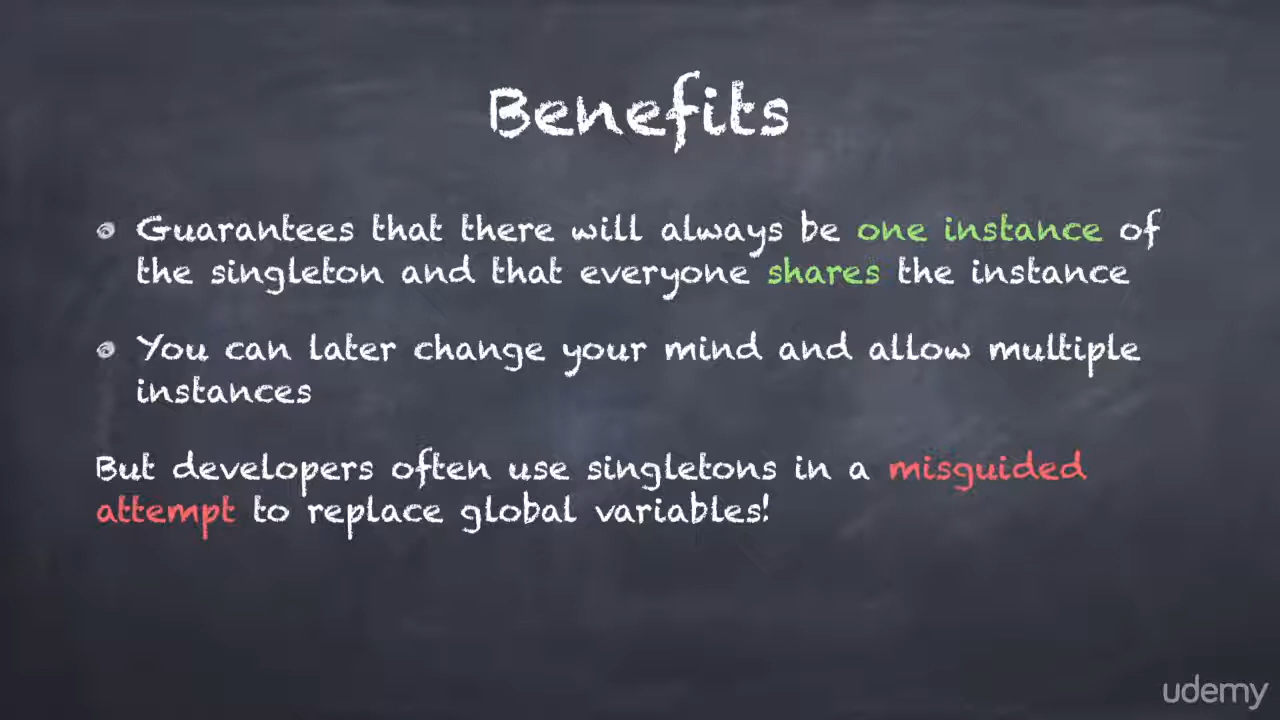 Benefits
Guarantees that there will always be one instance of
the singleton and that everyone shares the instance
You can later change your mind and allow multiple
instances
But developers often use singletons in a misguided
attempt to replace global variables!
udemy